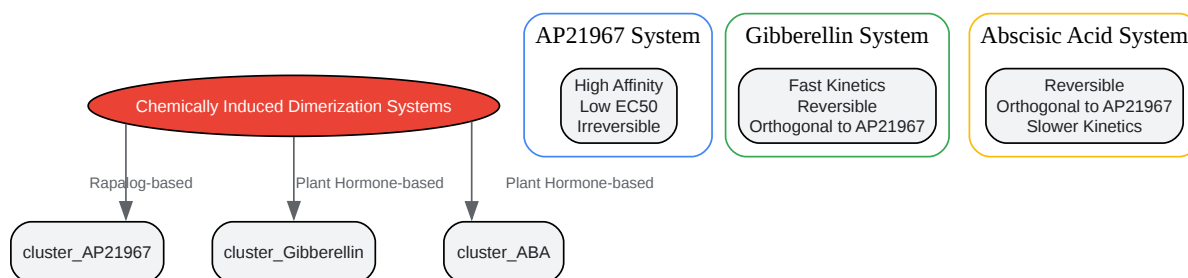 AP21967 System
Gibberellin System
Abscisic Acid System
High Affinity
Low EC50
Irreversible
Fast Kinetics
Reversible
Orthogonal to AP21967
Reversible
Orthogonal to AP21967
Slower Kinetics
Chemically Induced Dimerization Systems
Rapalog-based
Plant Hormone-based
Plant Hormone-based
cluster_AP21967
cluster_Gibberellin
cluster_ABA